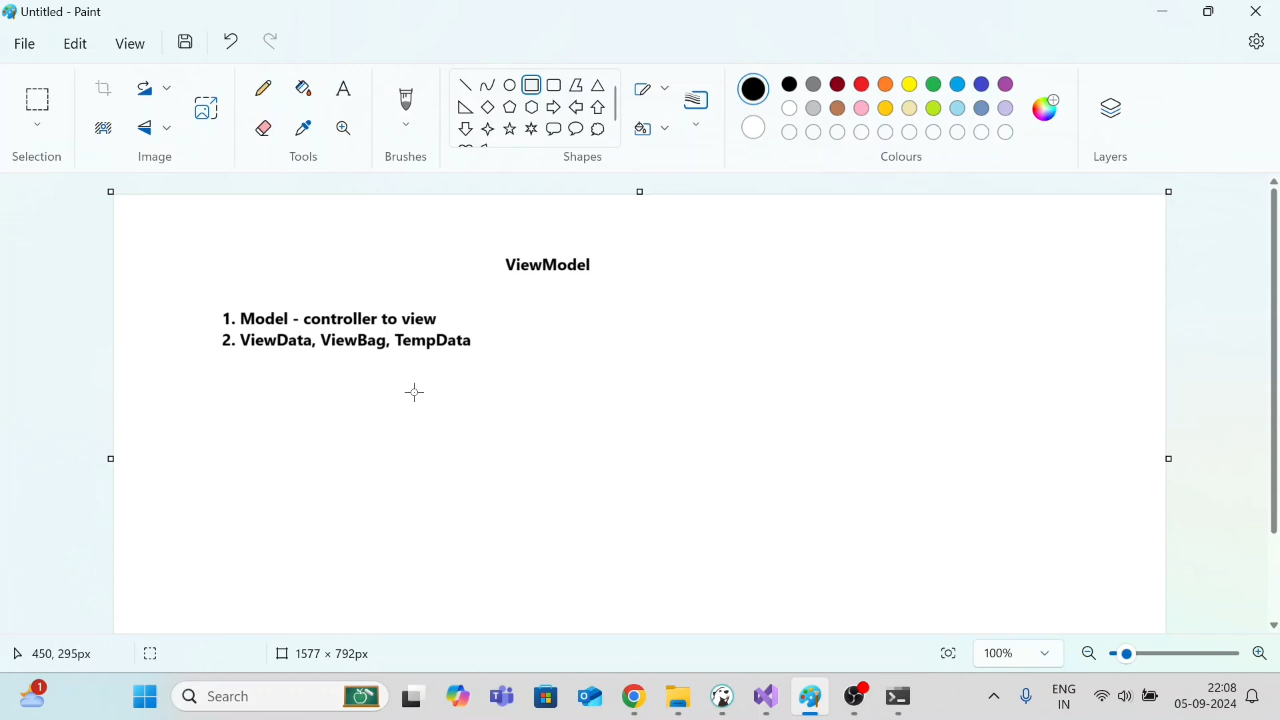 Untitled - Paint
File Edit View
Selection Image Tools Brushes Shapes Colours Layers
ViewModel
1. Model - controller to view
2. ViewData, ViewBag, TempData
450, 295px 1577 × 792px 100%
1 Search ENG IN 22:08 05-09-2024